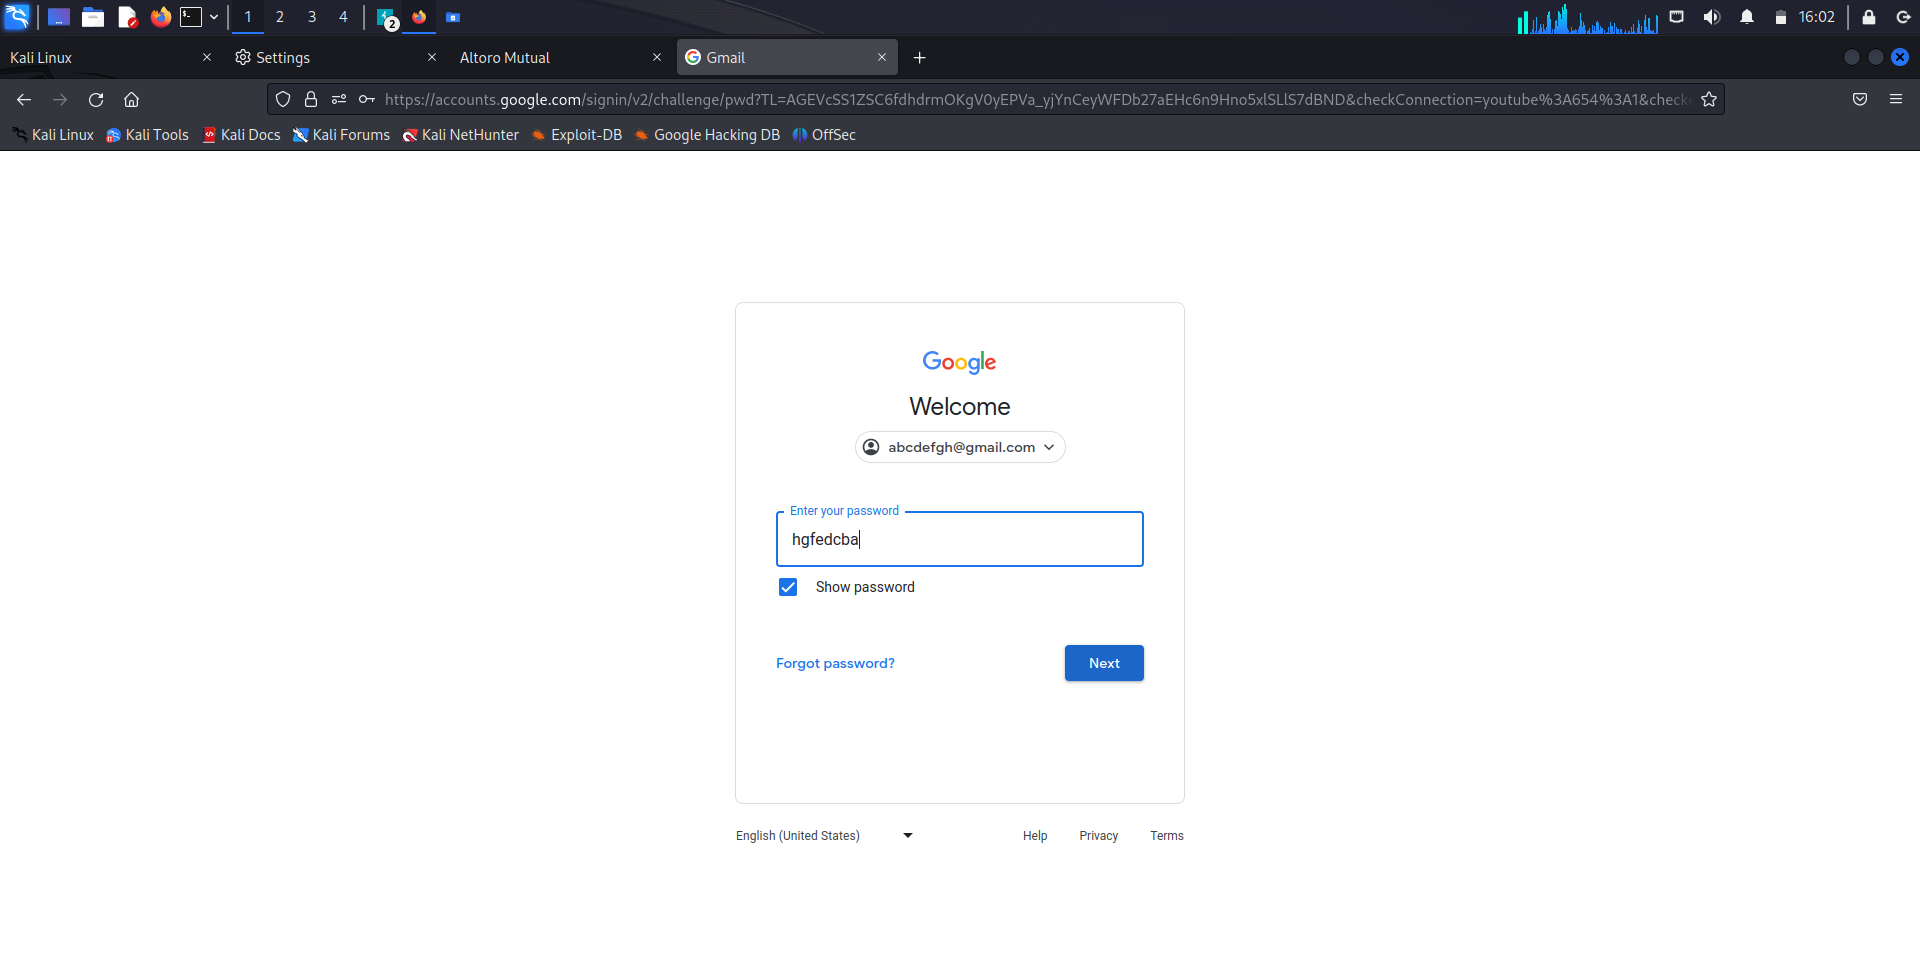 1 2 3 4 2 16:02
Kali Linux Settings Altoro Mutual Gmail
https://accounts.google.com/signin/v2/challenge/pwd?TL=AGEVcSS1ZSC6fdhdrmOKgV0yEPVa_yjYnCeyWFDb27aEHc6n9Hno5xlSLlS7dBND&checkConnection=youtube%3A654%3A1&checke
Kali Linux Kali Tools Kali Docs Kali Forums Kali NetHunter Exploit-DB Google Hacking DB OffSec
Google
Welcome
abcdefgh@gmail.com
Enter your password
hgfedcba
Show password
Forgot password? Next
English (United States) Help Privacy Terms